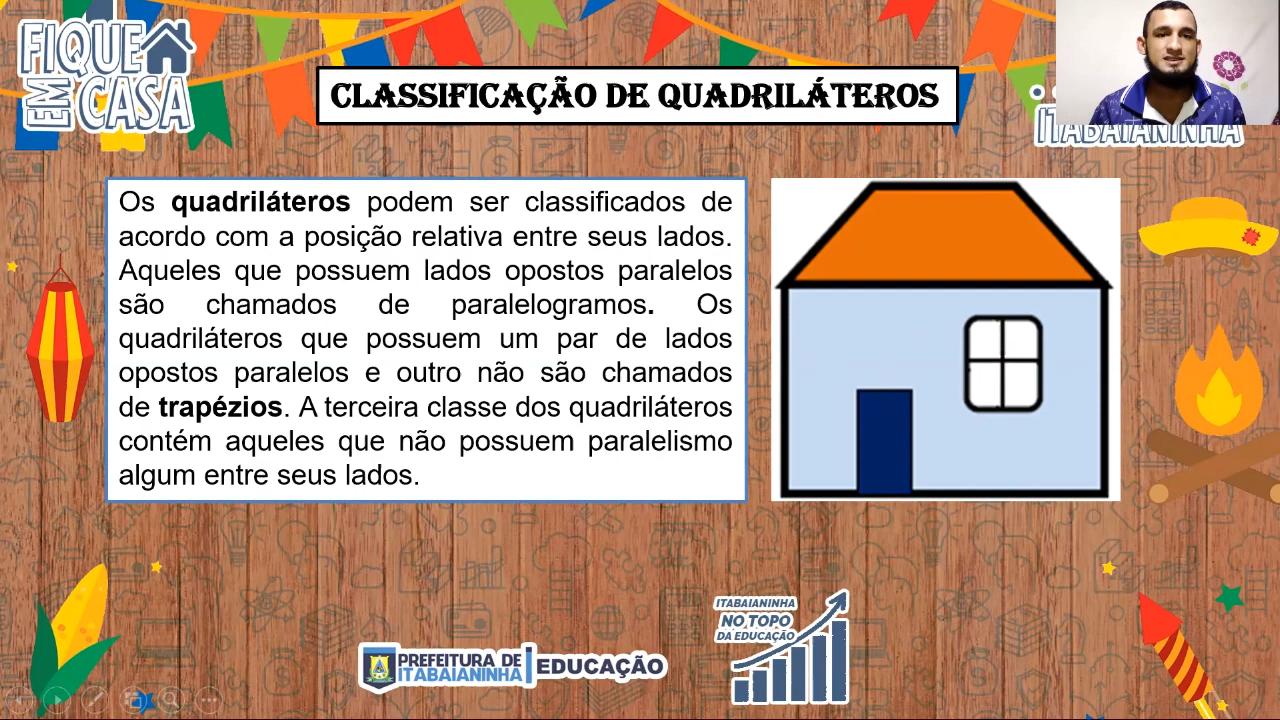 FIQUE
EM CASA
CLASSIFICAÇÃO DE QUADRILÁTEROS
ITABAIANINHA
Os quadriláteros podem ser classificados de
acordo com a posição relativa entre seus lados.
Aqueles que possuem lados opostos paralelos
são chamados de paralelogramos. Os
quadriláteros que possuem um par de lados
opostos paralelos e outro não são chamados
de trapézios. A terceira classe dos quadriláteros
contém aqueles que não possuem paralelismo
algum entre seus lados.
ITABAIANINHA
NO TOPO
DA EDUCAÇÃO
PREFEITURA DE
ITABAIANINHA
EDUCAÇÃO